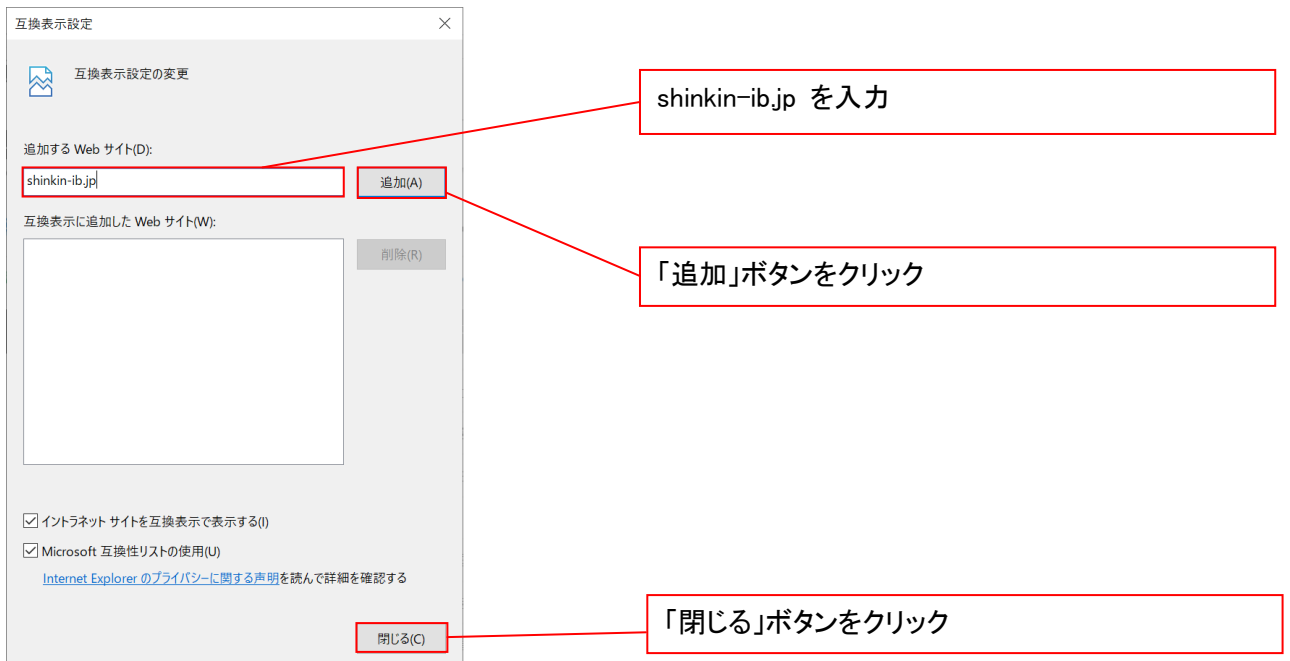 互換表示設定
互換表示設定の変更
shinkin-ib.jp を入力
追加する Web サイト(D):
shinkin-ib.jp
追加(A)
互換表示に追加した Web サイト(W):
削除(R)
「追加」ボタンをクリック
イントラネット サイトを互換表示で表示する(I)
Microsoft 互換性リストの使用(U)
Internet Explorer のプライバシーに関する声明を読んで詳細を確認する
「閉じる」ボタンをクリック
閉じる(C)